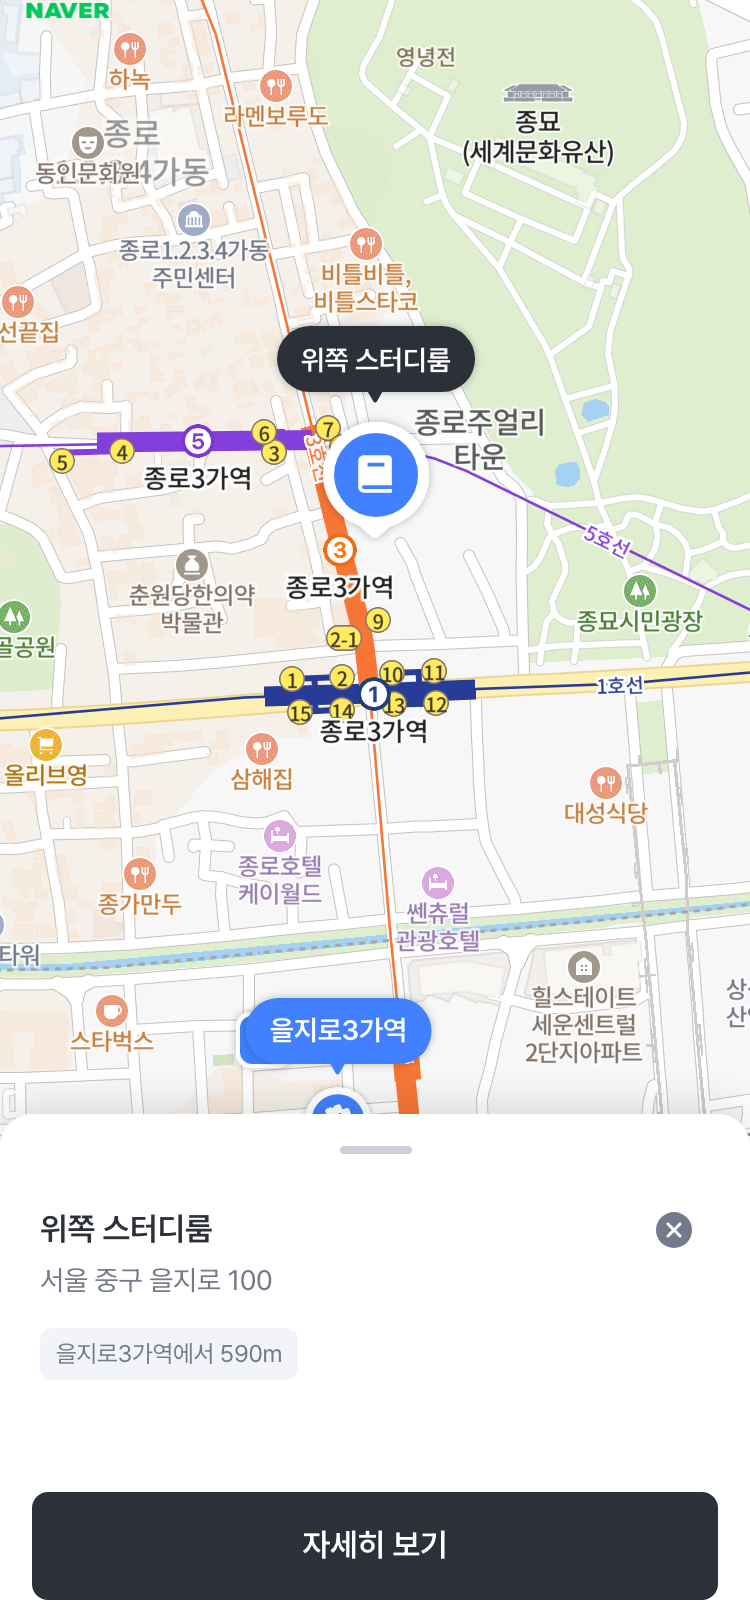 NAVER
영녕전
하녹
라멘보루도
종묘
(세계문화유산)
종로
동인문화원
4가동
종로1.2.3.4가동
주민센터
비틀비틀,
비틀스타코
선끝집
위쪽 스터디룸
종로주얼리
타운
7
6
5
4
3
5
종로3가역
3호선
5호선
3
종로3가역
춘원당한의약
박물관
종묘시민광장
골공원
9
2-1
1
2
10
11
1호선
1
15
14
13
12
종로3가역
올리브영
삼해집
대성식당
종로호텔
케이월드
종가만두
쎈츄럴
관광호텔
타워
힐스테이트
세운센트럴
2단지아파트
스타벅스
을지로3가역
위쪽 스터디룸
서울 중구 을지로 100
을지로3가역에서 590m
자세히 보기